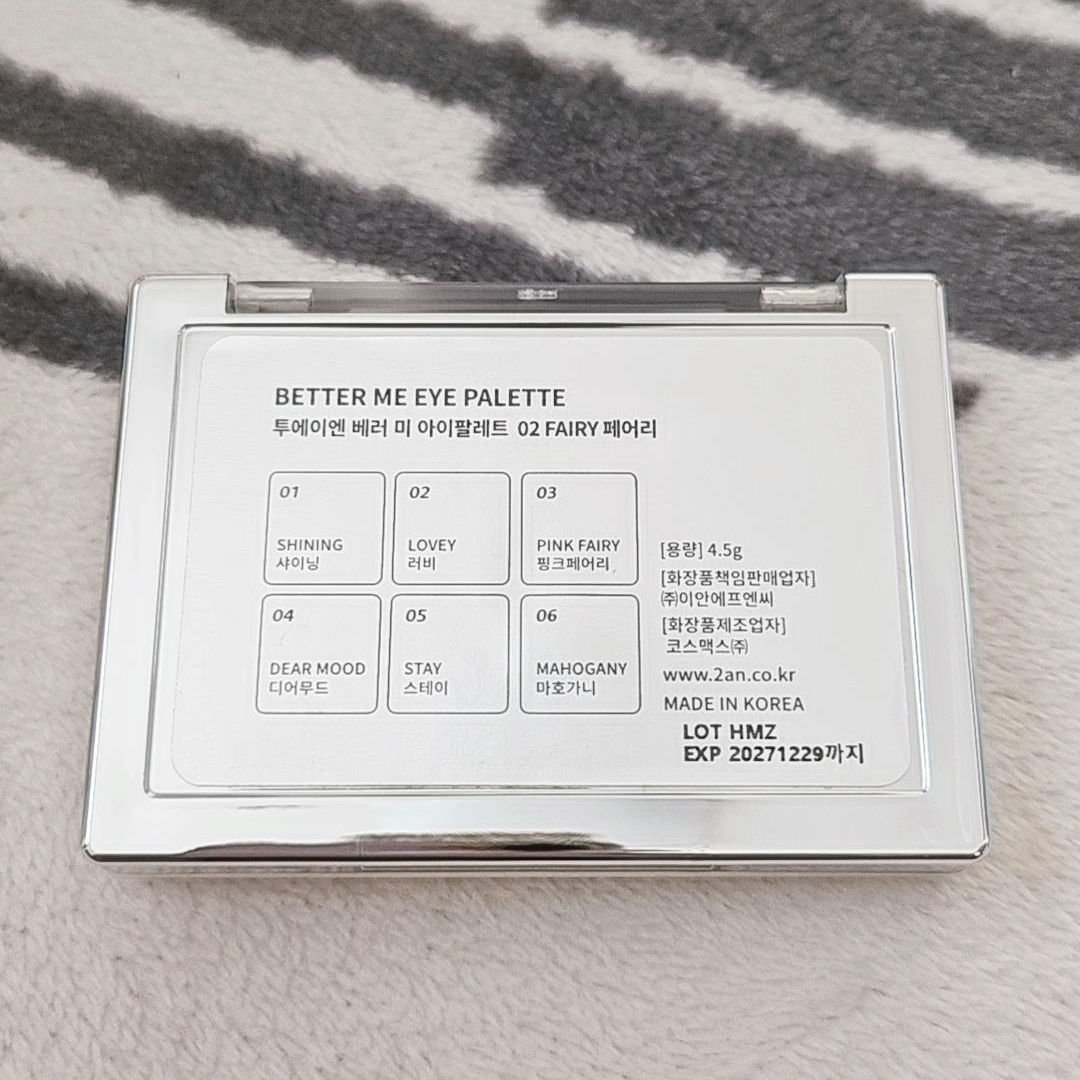 BETTER ME EYE PALETTE
투에이엔 베러 미 아이팔레트 02 FAIRY 페어리
01
SHINING
샤이닝
02
LOVEY
러비
03
PINK FAIRY
핑크페어리
04
DEAR MOOD
디어무드
05
STAY
스테이
06
MAHOGANY
마호가니
[용량] 4.5g
[화장품책임판매업자]
㈜이안에프엔씨
[화장품제조업자]
코스맥스㈜
www.2an.co.kr
MADE IN KOREA
LOT HMZ
EXP 20271229까지